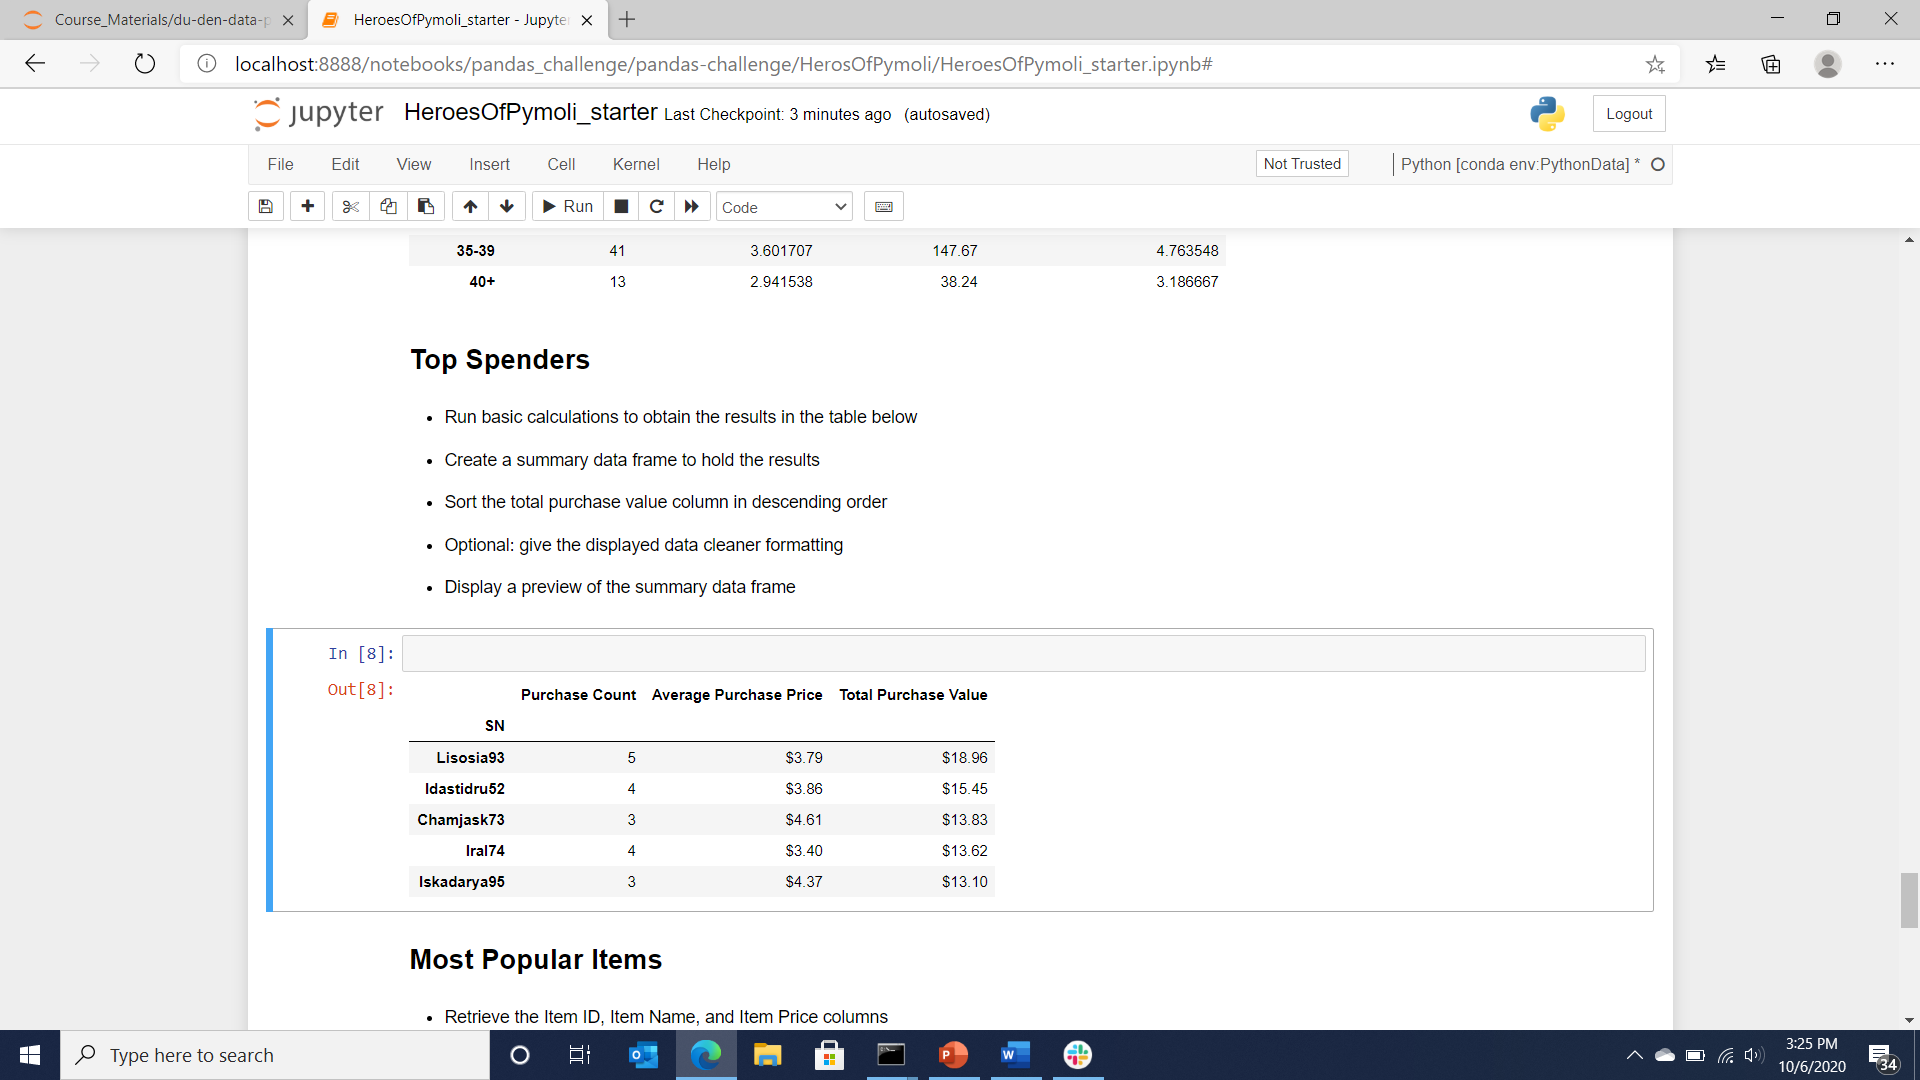 Course_Materials/du-den-data-p
HeroesOfPymoli_starter - Jupyte
localhost:8888/notebooks/pandas_challenge/pandas-challenge/HerosOfPymoli/HeroesOfPymoli_starter.ipynb#
jupyter HeroesOfPymoli_starter Last Checkpoint: 3 minutes ago (autosaved)
Logout
File Edit View Insert Cell Kernel Help
Not Trusted
Python [conda env:PythonData] *
Run
Code
35-39 41 3.601707 147.67 4.763548
40+ 13 2.941538 38.24 3.186667
Top Spenders
• Run basic calculations to obtain the results in the table below
• Create a summary data frame to hold the results
• Sort the total purchase value column in descending order
• Optional: give the displayed data cleaner formatting
• Display a preview of the summary data frame
In [8]:
Out[8]:
Purchase Count Average Purchase Price Total Purchase Value
SN
Lisosia93 5 $3.79 $18.96
Idastidru52 4 $3.86 $15.45
Chamjask73 3 $4.61 $13.83
Iral74 4 $3.40 $13.62
Iskadarya95 3 $4.37 $13.10
Most Popular Items
• Retrieve the Item ID, Item Name, and Item Price columns
Type here to search
3:25 PM
10/6/2020
34